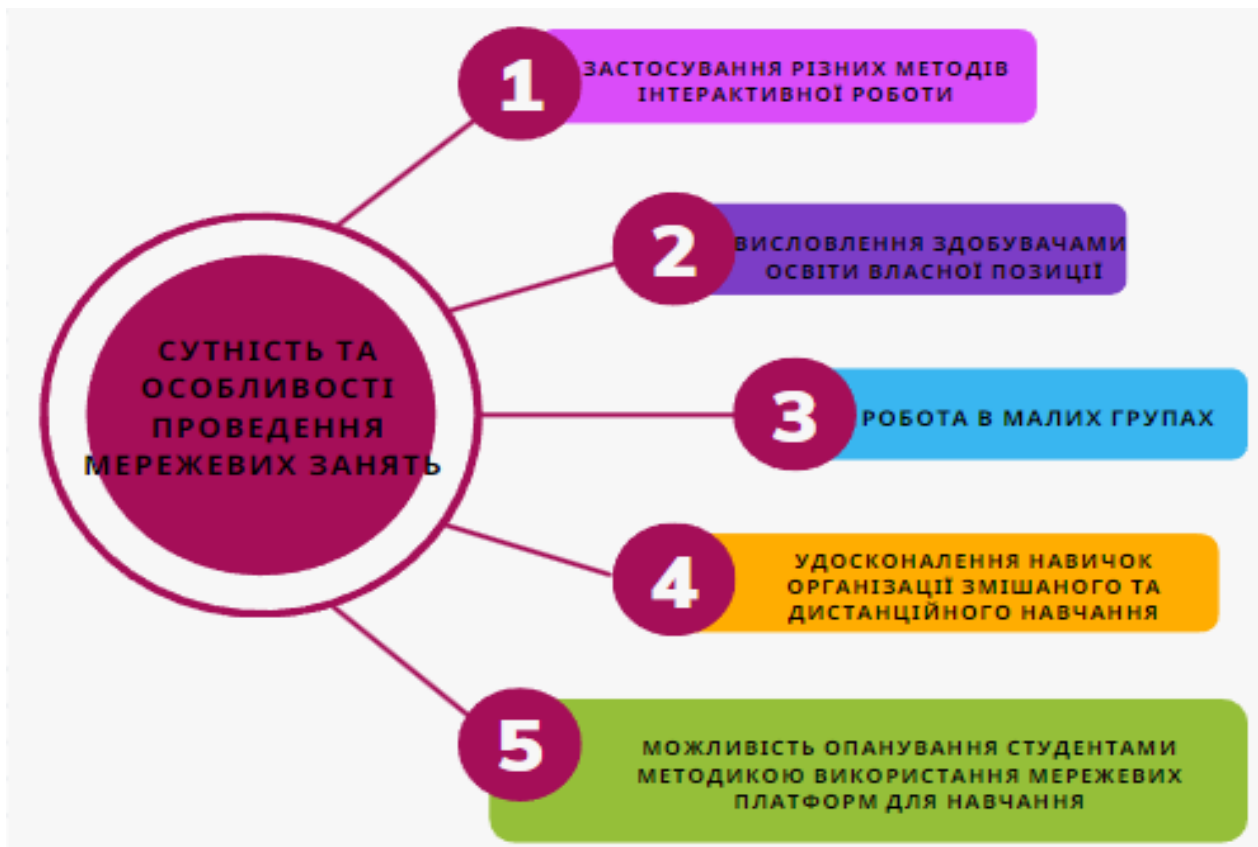 1
ЗАСТОСУВАННЯ РІЗНИХ МЕТОДІВ
ІНТЕРАКТИВНОЇ РОБОТИ
2
ВИСЛОВЛЕННЯ ЗДОБУВАЧАМИ
ОСВІТИ ВЛАСНОЇ ПОЗИЦІЇ
СУТНІСТЬ ТА
ОСОБЛИВОСТІ
ПРОВЕДЕННЯ
МЕРЕЖЕВИХ ЗАНЯТЬ
3
РОБОТА В МАЛИХ ГРУПАХ
4
УДОСКОНАЛЕННЯ НАВИЧОК
ОРГАНІЗАЦІЇ ЗМІШАНОГО ТА
ДИСТАНЦІЙНОГО НАВЧАННЯ
5
МОЖЛИВІСТЬ ОПАНУВАННЯ СТУДЕНТАМИ
МЕТОДИКОЮ ВИКОРИСТАННЯ МЕРЕЖЕВИХ
ПЛАТФОРМ ДЛЯ НАВЧАННЯ